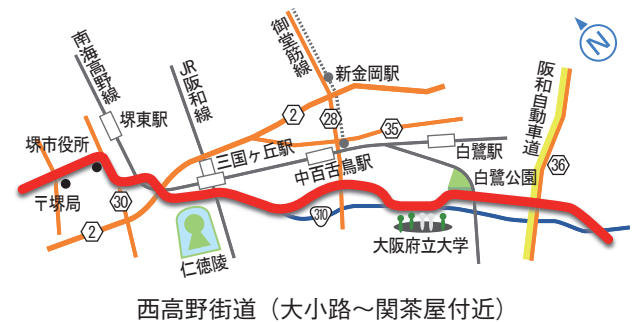 南海高野線
JR阪和線
御堂筋線
新金岡駅
阪和自動車道
N
堺東駅
2
28
35
堺市役所
三国ヶ丘駅
中百舌鳥駅
白鷺駅
白鷺公園
36
〒堺局
30
2
310
仁徳陵
大阪府立大学
西高野街道（大小路～関茶屋付近）